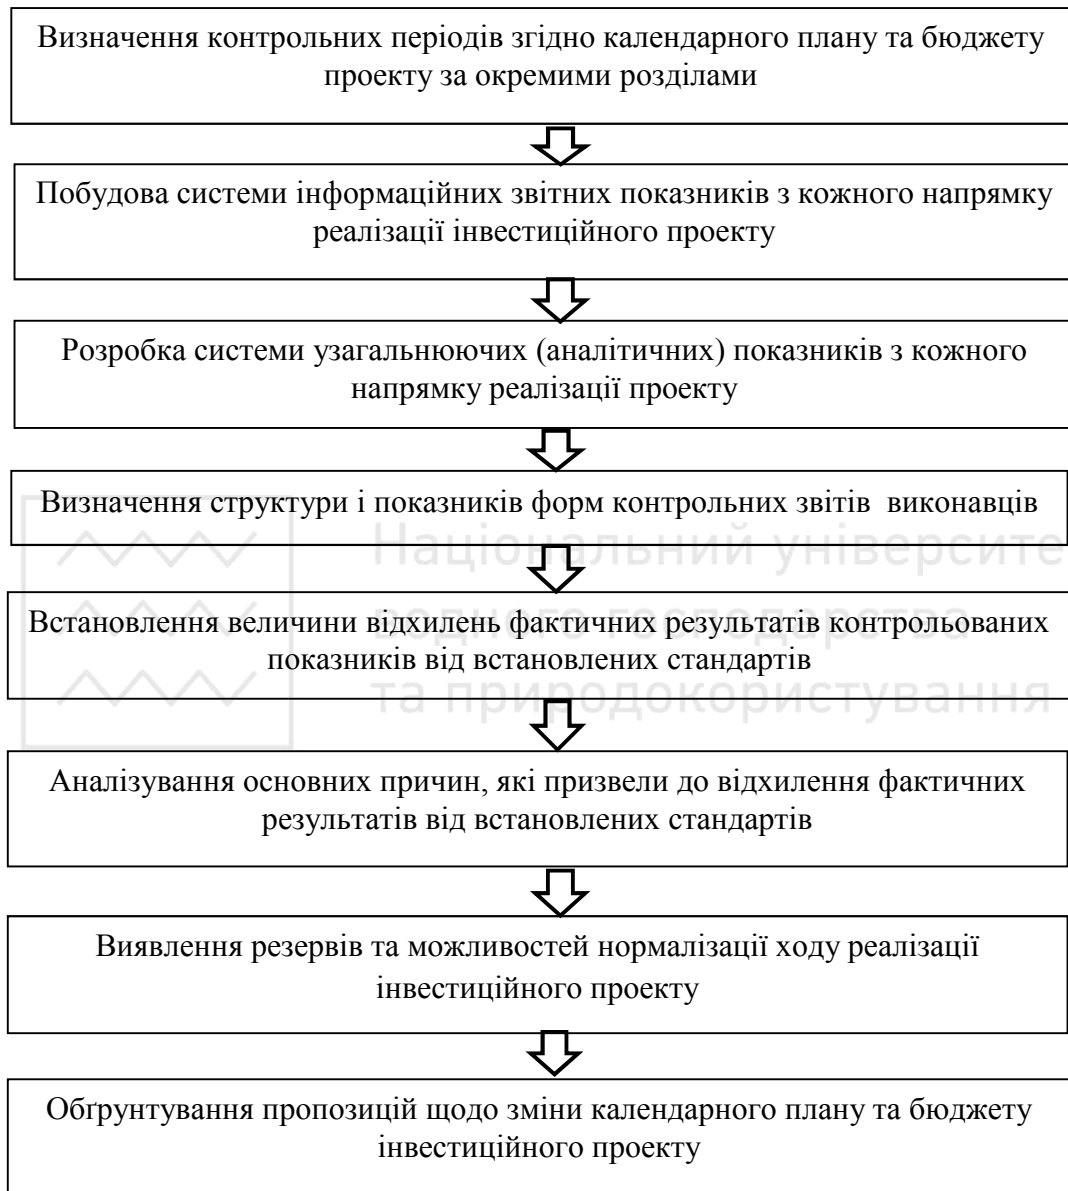 Визначення контрольних періодів згідно календарного плану та бюджету
проекту за окремими розділами
Побудова системи інформаційних звітних показників з кожного напрямку
реалізації інвестиційного проекту
Розробка системи узагальнюючих (аналітичних) показників з кожного
напрямку реалізації проекту
Визначення структури і показників форм контрольних звітів виконавців
Національний університе
Встановлення величини відхилень фактичних результатів контрольованих
водного господарства
показників від встановлених стандартів
та природокористування
Аналізування основних причин, які призвели до відхилення фактичних
результатів від встановлених стандартів
Виявлення резервів та можливостей нормалізації ходу реалізації
інвестиційного проекту
Обґрунтування пропозицій щодо зміни календарного плану та бюджету
інвестиційного проекту